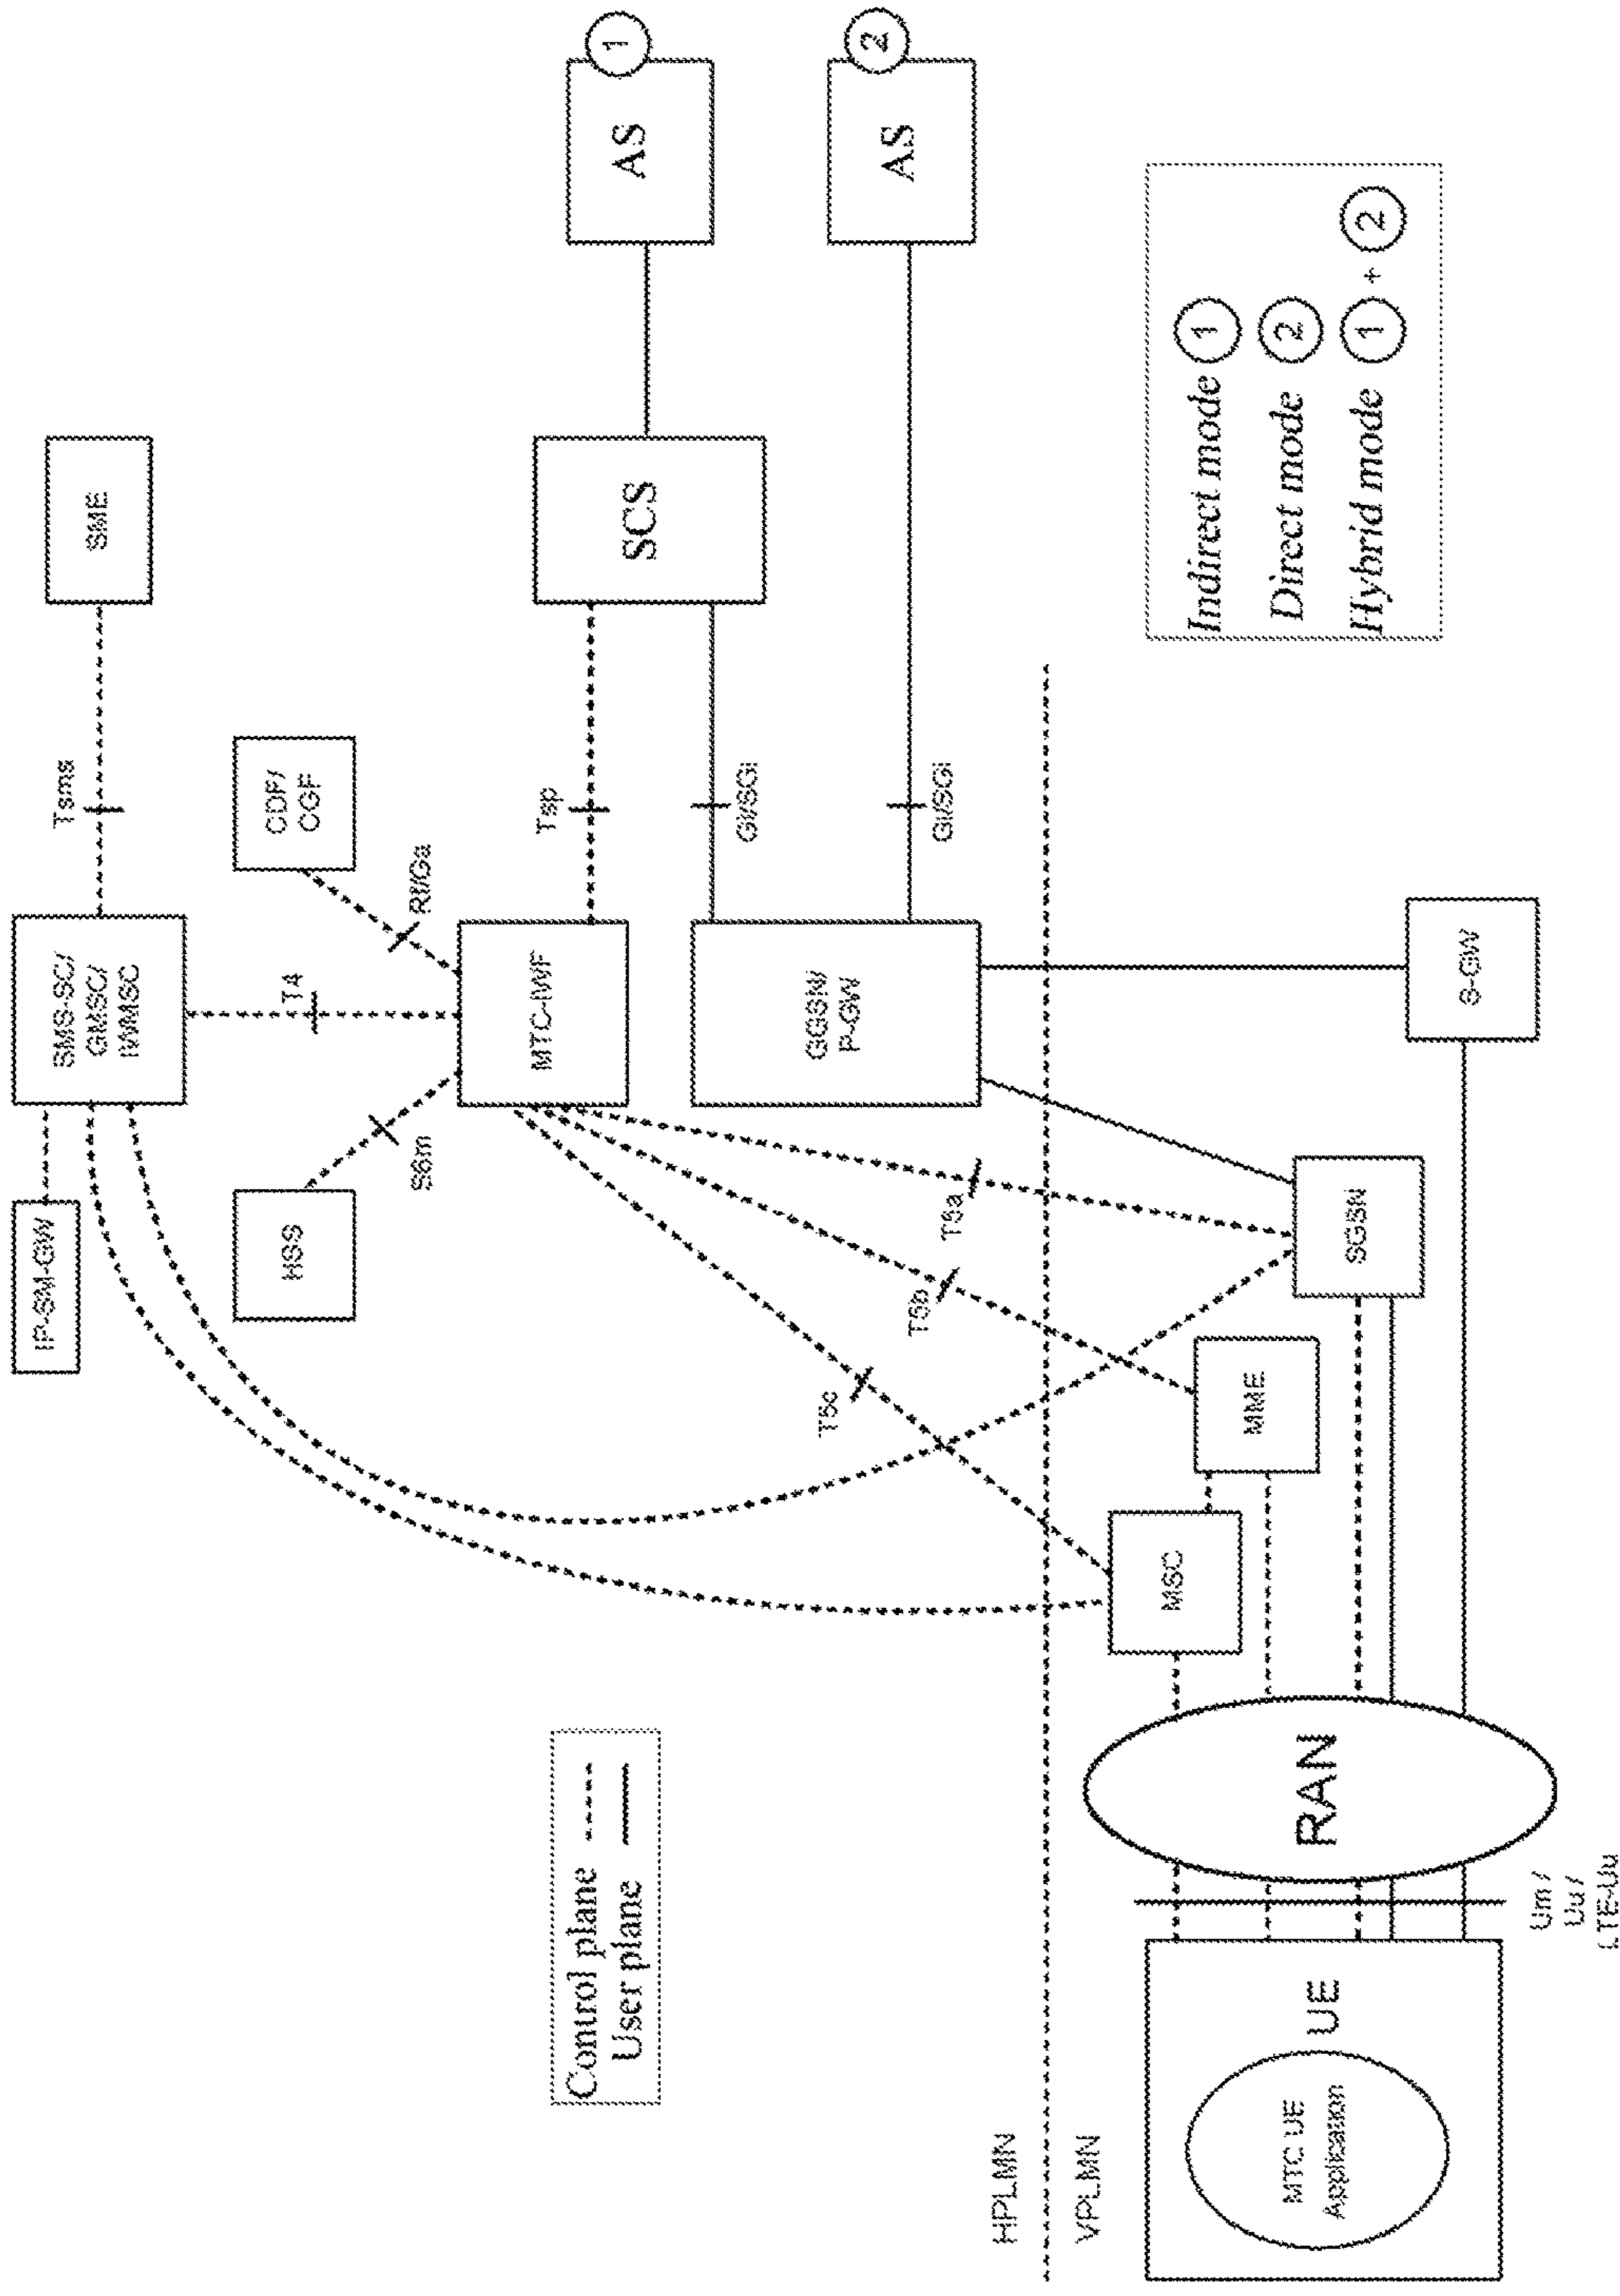 IP-SM-GW
SMS-SC/
GMSC/
IWMSC
Tsms
SME
HSS
S6m
T4
Rf/Ga
CDF/
CGF
Control plane
User plane
MTC-IWF
Tsp
SCS
AS
1
GGSN/
P-GW
Gi/SGi
Gi/SGi
AS
2
T5c
T5b
T5a
HPLMN
VPLMN
MSC
MME
SGSN
S-GW
UE
MTC UE
Application
RAN
Um /
Uu /
LTE-Uu
Indirect mode 1
Direct mode 2
Hybrid mode 1 + 2